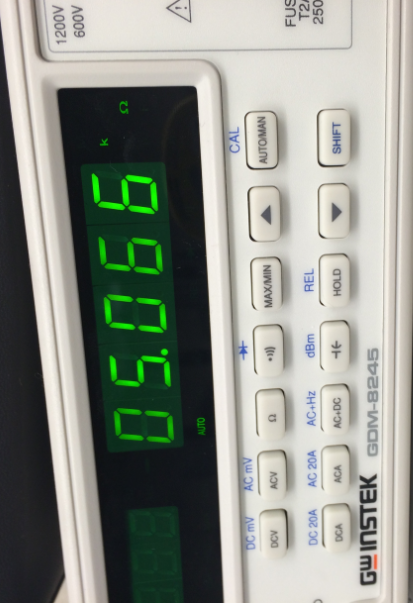 1200V
600V
FUS
T2A
250
05.066 k Ω
AUTO
DC mV AC mV CAL
DCV ACV Ω MAX/MIN AUTO/MAN
DC 20A AC 20A AC+Hz dBm REL
DCA ACA AC+DC HOLD SHIFT
GWINSTEK GDM-8245